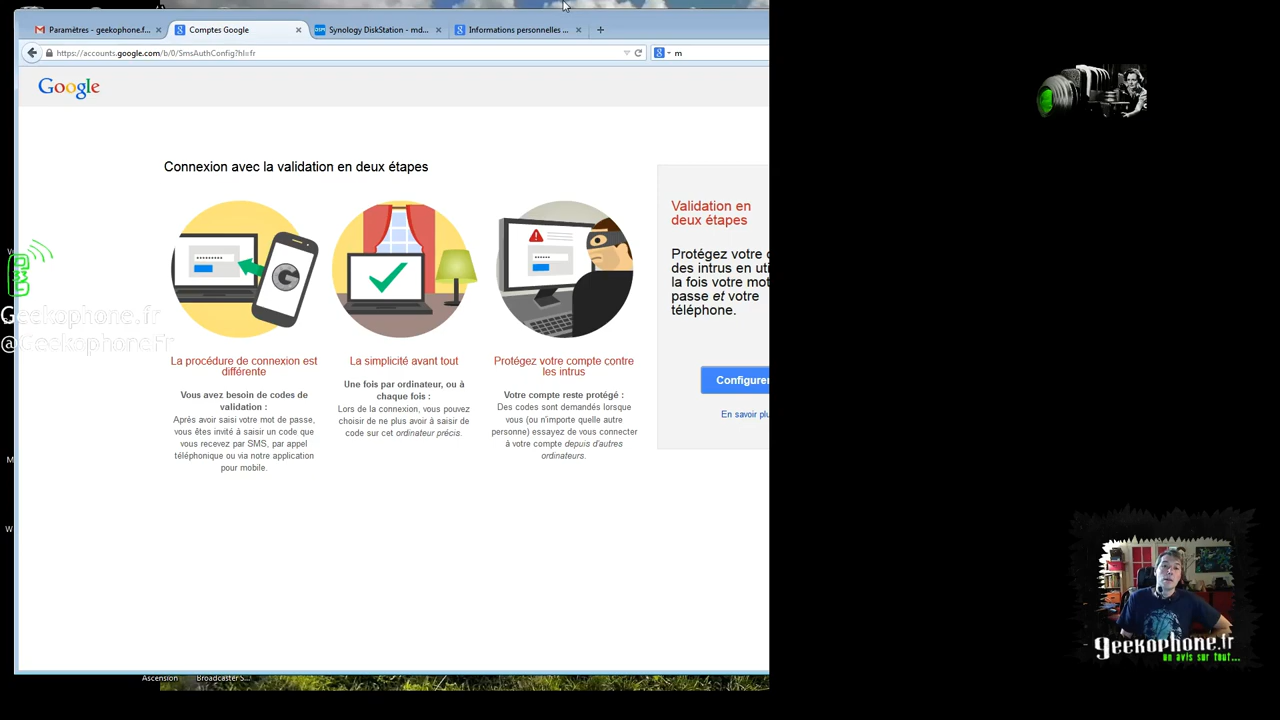 Paramètres - geekophone.f...
Comptes Google
Synology DiskStation - md...
Informations personnelles ...
https://accounts.google.com/b/0/SmsAuthConfig?hl=fr
m
Google
Connexion avec la validation en deux étapes
La procédure de connexion est
différente
Vous avez besoin de codes de
validation :
Après avoir saisi votre mot de passe,
vous êtes invité à saisir un code que
vous recevez par SMS, par appel
téléphonique ou via notre application
pour mobile.
La simplicité avant tout
Une fois par ordinateur, ou à
chaque fois :
Lors de la connexion, vous pouvez
choisir de ne plus avoir à saisir de
code sur cet ordinateur précis.
Protégez votre compte contre
les intrus
Votre compte reste protégé :
Des codes sont demandés lorsque
vous (ou n'importe quelle autre
personne) essayez de vous connecter
à votre compte depuis d'autres
ordinateurs.
Validation en
deux étapes
Protégez votre c
des intrus en uti
la fois votre mot
passe et votre
téléphone.
Configurer
En savoir plu
Geekophone.fr
@GeekophoneFr
Ascension
Broadcaster S...
geekophone.fr
un avis sur tout...